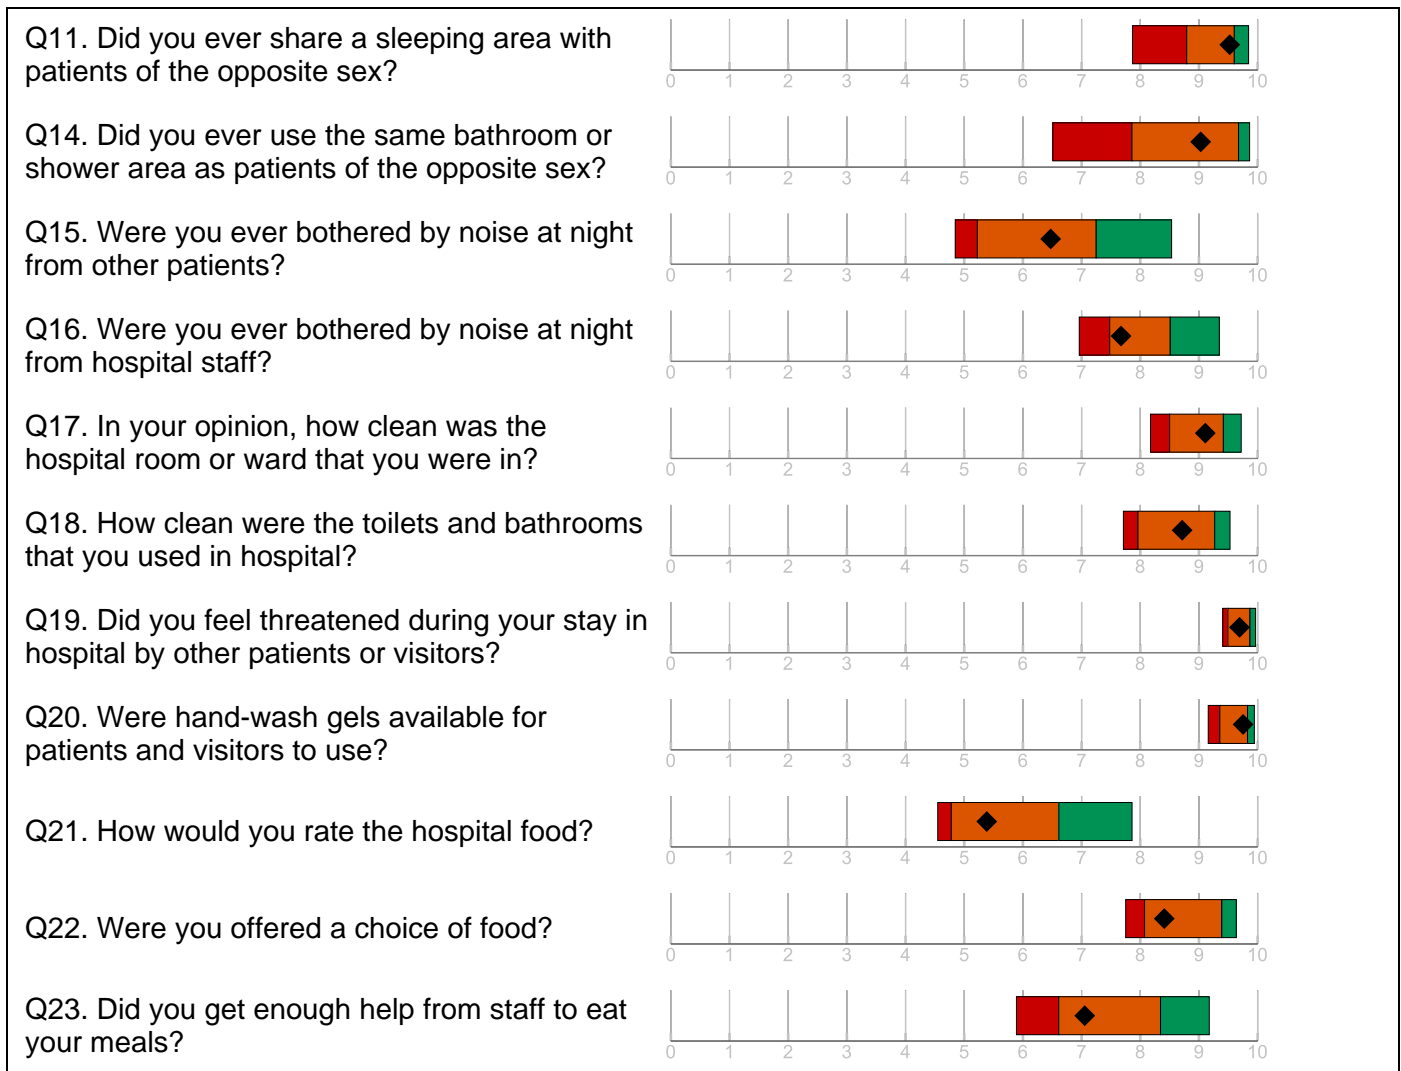 Q11. Did you ever share a sleeping area with
patients of the opposite sex?
0 1 2 3 4 5 6 7 8 9 10
Q14. Did you ever use the same bathroom or
shower area as patients of the opposite sex?
0 1 2 3 4 5 6 7 8 9 10
Q15. Were you ever bothered by noise at night
from other patients?
0 1 2 3 4 5 6 7 8 9 10
Q16. Were you ever bothered by noise at night
from hospital staff?
0 1 2 3 4 5 6 7 8 9 10
Q17. In your opinion, how clean was the
hospital room or ward that you were in?
0 1 2 3 4 5 6 7 8 9 10
Q18. How clean were the toilets and bathrooms
that you used in hospital?
0 1 2 3 4 5 6 7 8 9 10
Q19. Did you feel threatened during your stay in
hospital by other patients or visitors?
0 1 2 3 4 5 6 7 8 9 10
Q20. Were hand-wash gels available for
patients and visitors to use?
0 1 2 3 4 5 6 7 8 9 10
Q21. How would you rate the hospital food?
0 1 2 3 4 5 6 7 8 9 10
Q22. Were you offered a choice of food?
0 1 2 3 4 5 6 7 8 9 10
Q23. Did you get enough help from staff to eat
your meals?
0 1 2 3 4 5 6 7 8 9 10